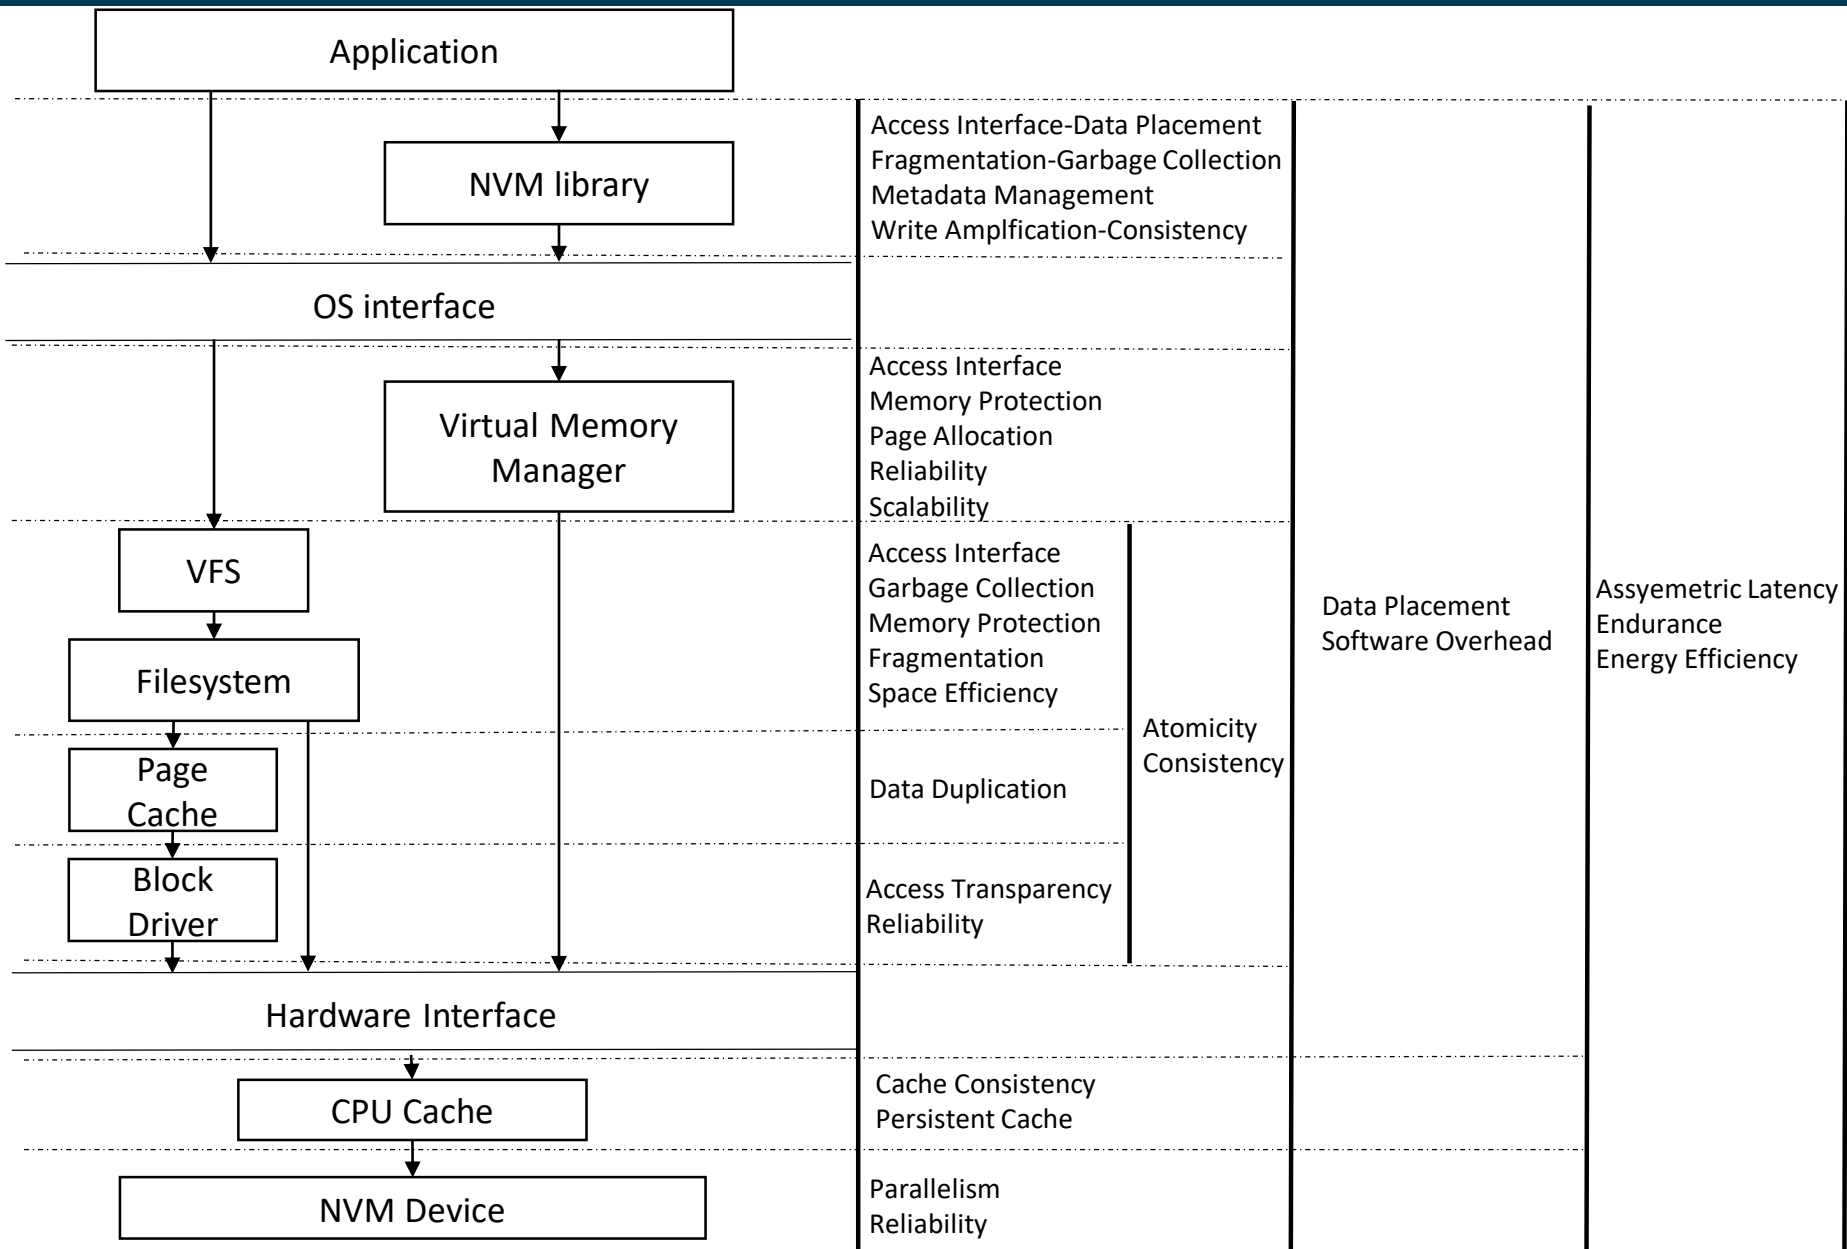 Application
NVM library
Access Interface-Data Placement
Fragmentation-Garbage Collection
Metadata Management
Write Amplfication-Consistency
OS interface
Virtual Memory
Manager
Access Interface
Memory Protection
Page Allocation
Reliability
Scalability
VFS
Filesystem
Access Interface
Garbage Collection
Memory Protection
Fragmentation
Space Efficiency
Page
Cache
Data Duplication
Block
Driver
Access Transparency
Reliability
Atomicity
Consistency
Data Placement
Software Overhead
Assyemetric Latency
Endurance
Energy Efficiency
Hardware Interface
CPU Cache
Cache Consistency
Persistent Cache
NVM Device
Parallelism
Reliability